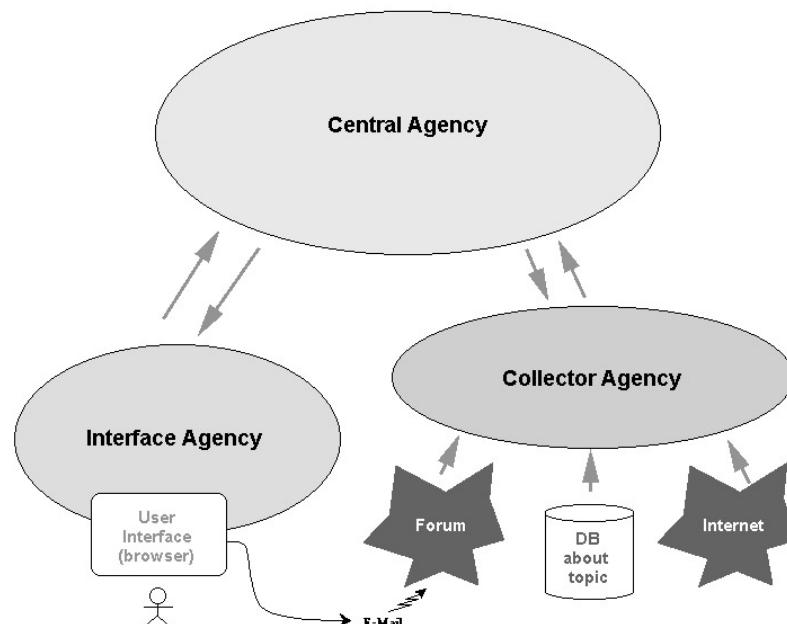 Central Agency
Collector Agency
Interface Agency
User
Interface
(browser)
Forum
DB
about
topic
Internet
E-Mail